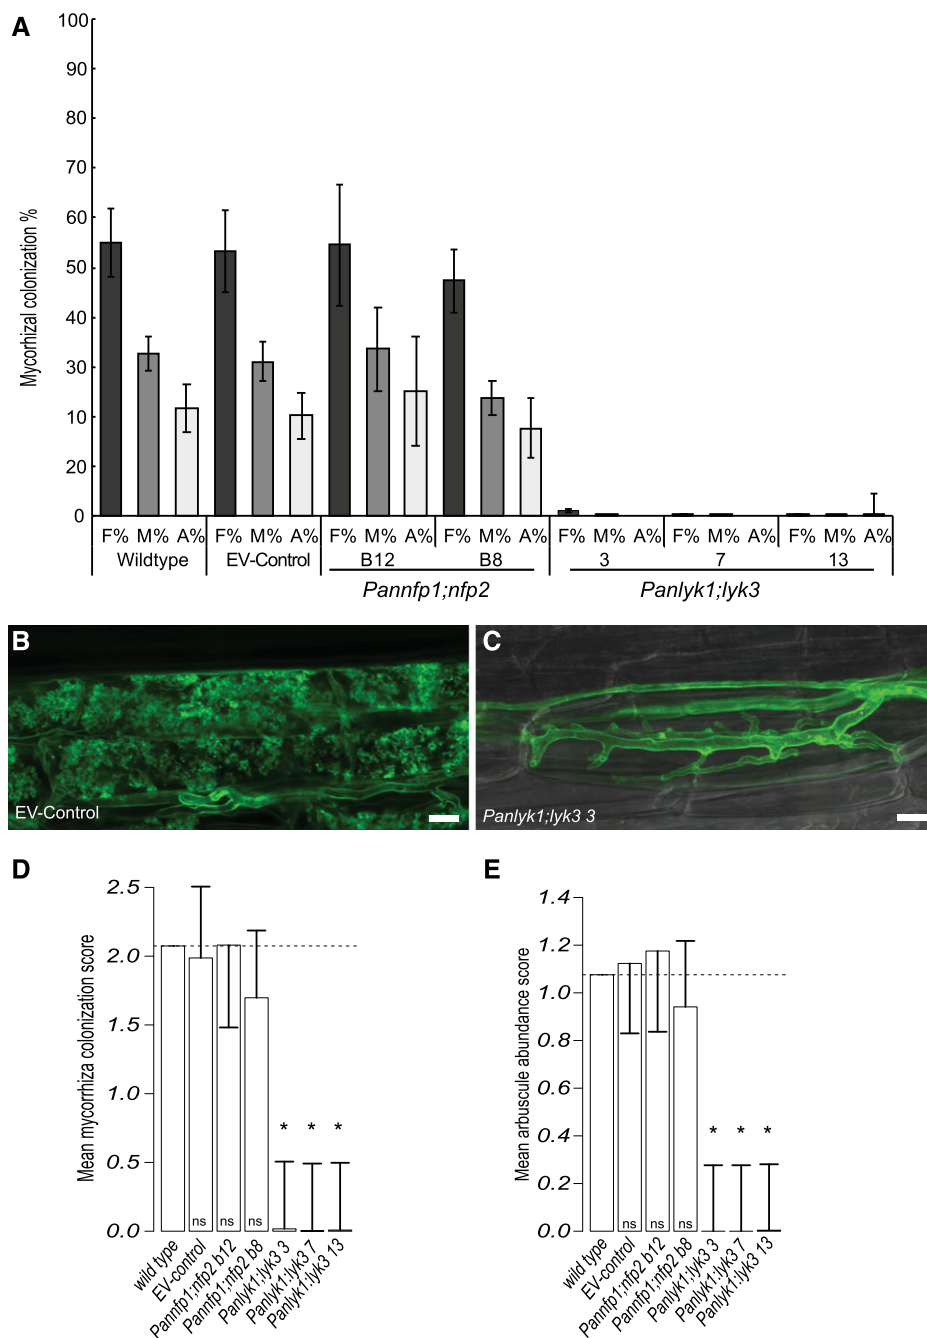 A
Mycorhizal colonization %
100
90
80
70
60
50
40
30
10
20
0
F% M% A% F% M% A% F% M% A% F% M% A% F% M% A% F% M% A% F% M% A%
Wildtype EV-Control B12 B8 3 7 13
Pannfp1;nfp2 Panlyk1;lyk3
B
EV-Control
C
Panlyk1;lyk3 3
D
Mean mycorrhiza colonization score
2.5
2.0
1.5
1.0
0.5
0.0
* * *
ns ns ns
wild type
EV-control
Pannfp1;nfp2 b12
Pannfp1;nfp2 b8
Panlyk1;lyk3 3
Panlyk1:lyk3 7
Panlyk1:lyk3 13
E
Mean arbuscule abundance score
1.4
1.2
1.0
0.8
0.6
0.4
0.2
0.0
* * *
ns ns ns
wild type
EV-control
Pannfp1;nfp2 b12
Pannfp1;nfp2 b8
Panlyk1;lyk3 3
Panlyk1:lyk3 7
Panlyk1:lyk3 13